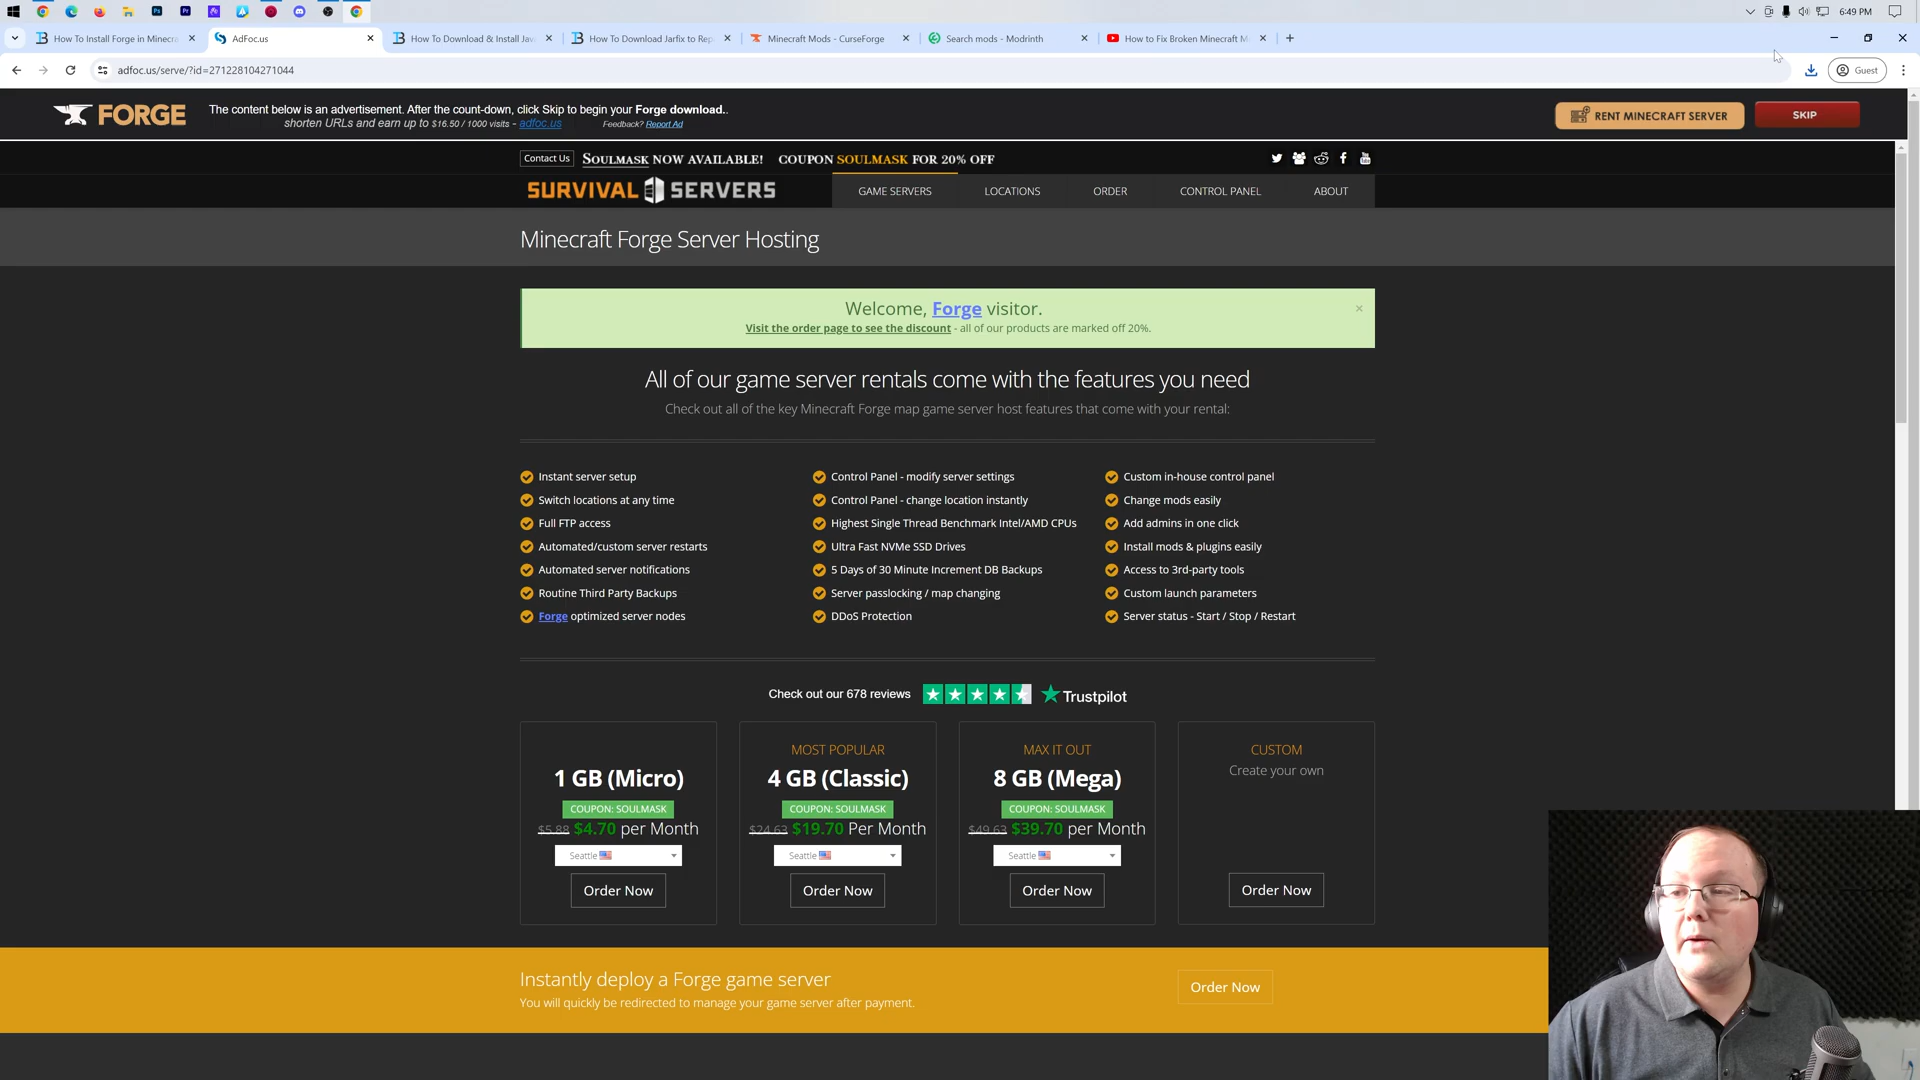 6:49 PM
How To Install Forge in Minecra
AdFoc.us
How To Download & Install Jav
How To Download Jarfix to Rep
Minecraft Mods - CurseForge
Search mods - Modrinth
How to Fix Broken Minecraft M
adfoc.us/serve/?id=271228104271044
Guest
FORGE
The content below is an advertisement. After the count-down, click Skip to begin your Forge download..
shorten URLs and earn up to $16.50 / 1000 visits - adfoc.us
Feedback? Report Ad
RENT MINECRAFT SERVER
SKIP
Contact Us
SOULMASK NOW AVAILABLE! COUPON SOULMASK FOR 20% OFF
SURVIVAL SERVERS
GAME SERVERS
LOCATIONS
ORDER
CONTROL PANEL
ABOUT
Minecraft Forge Server Hosting
Welcome, Forge visitor.
Visit the order page to see the discount - all of our products are marked off 20%.
All of our game server rentals come with the features you need
Check out all of the key Minecraft Forge map game server host features that come with your rental:
Instant server setup
Switch locations at any time
Full FTP access
Automated/custom server restarts
Automated server notifications
Routine Third Party Backups
Forge optimized server nodes
Control Panel - modify server settings
Control Panel - change location instantly
Highest Single Thread Benchmark Intel/AMD CPUs
Ultra Fast NVMe SSD Drives
5 Days of 30 Minute Increment DB Backups
Server passlocking / map changing
DDoS Protection
Custom in-house control panel
Change mods easily
Add admins in one click
Install mods & plugins easily
Access to 3rd-party tools
Custom launch parameters
Server status - Start / Stop / Restart
Check out our 678 reviews
Trustpilot
1 GB (Micro)
COUPON: SOULMASK
$5.88 $4.70 per Month
Seattle
Order Now
MOST POPULAR
4 GB (Classic)
COUPON: SOULMASK
$24.63 $19.70 Per Month
Seattle
Order Now
MAX IT OUT
8 GB (Mega)
COUPON: SOULMASK
$49.63 $39.70 per Month
Seattle
Order Now
CUSTOM
Create your own
Order Now
Instantly deploy a Forge game server
You will quickly be redirected to manage your game server after payment.
Order Now